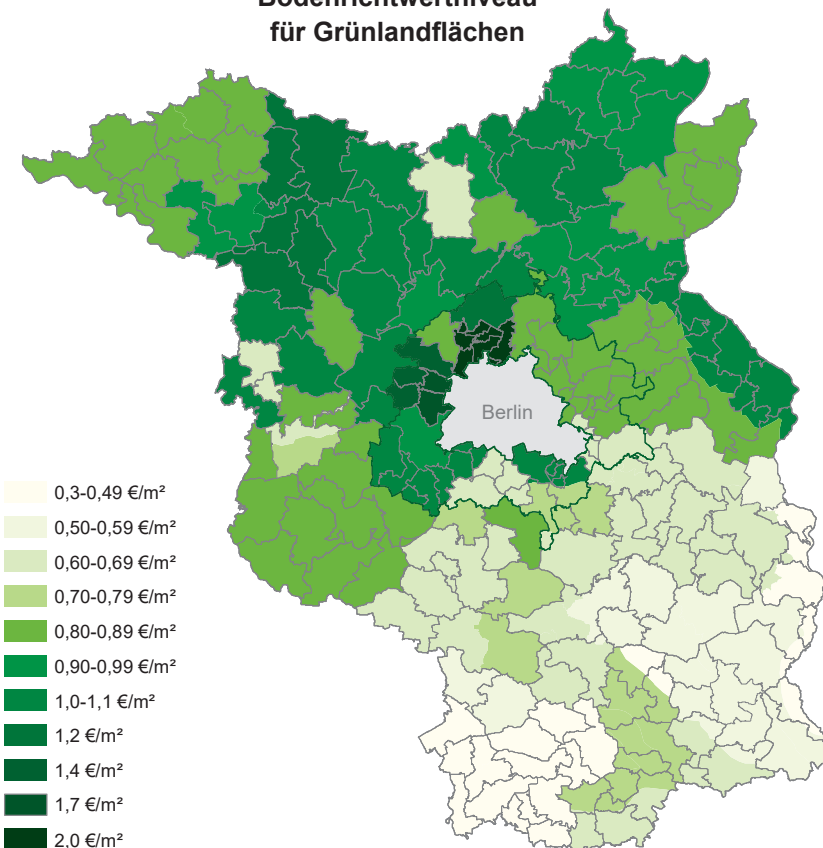 Bodenrichtwertniveau
für Grünlandflächen
Berlin
0,3-0,49 €/m²
0,50-0,59 €/m²
0,60-0,69 €/m²
0,70-0,79 €/m²
0,80-0,89 €/m²
0,90-0,99 €/m²
1,0-1,1 €/m²
1,2 €/m²
1,4 €/m²
1,7 €/m²
2,0 €/m²